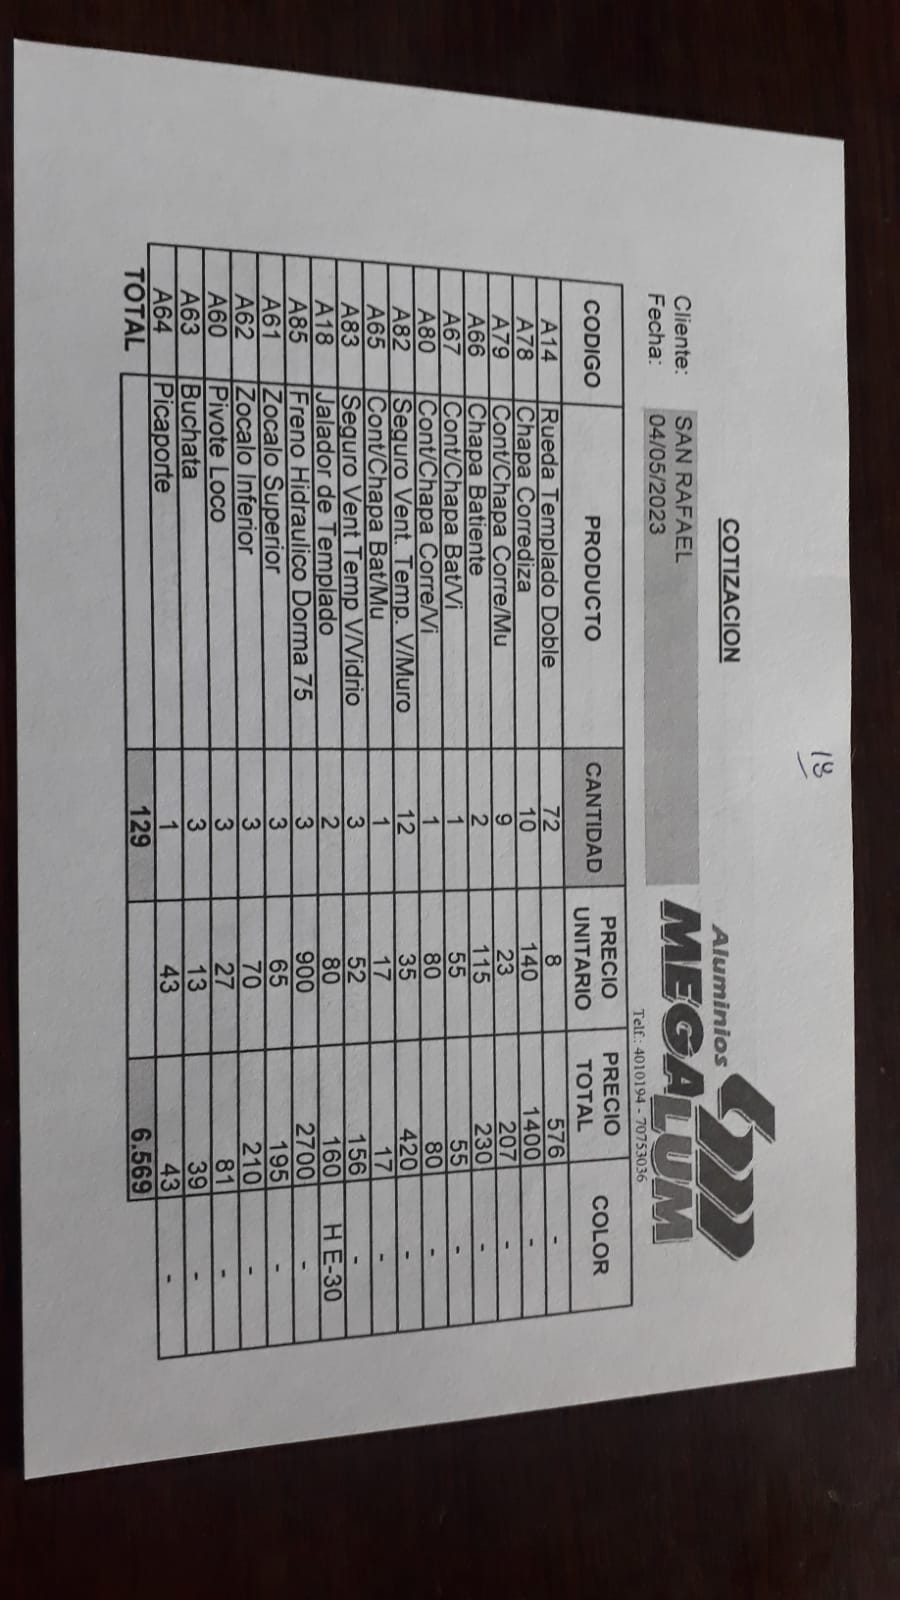 18
COTIZACION
Aluminios
MEGALUM
Telf.: 4010194 - 70753036
Cliente: SAN RAFAEL
Fecha: 04/05/2023
CODIGO PRODUCTO CANTIDAD PRECIO UNITARIO PRECIO TOTAL COLOR
A14 Rueda Templado Doble 72 8 576 -
A78 Chapa Corrediza 10 140 1400 -
A79 Cont/Chapa Corre/Mu 9 23 207 -
A66 Chapa Batiente 2 115 230 -
A67 Cont/Chapa Bat/Vi 1 55 55 -
A80 Cont/Chapa Corre/Vi 1 80 80 -
A82 Seguro Vent. Temp. V/Muro 12 35 420 -
A65 Cont/Chapa Bat/Mu 1 17 17 -
A83 Seguro Vent Temp V/Vidrio 3 52 156 -
A18 Jalador de Templado 2 80 160 H E-30
A85 Freno Hidraulico Dorma 75 3 900 2700 -
A61 Zocalo Superior 3 65 195 -
A62 Zocalo Inferior 3 70 210 -
A60 Pivote Loco 3 27 81 -
A63 Buchata 3 13 39 -
A64 Picaporte 1 43 43 -
TOTAL 129 6.569